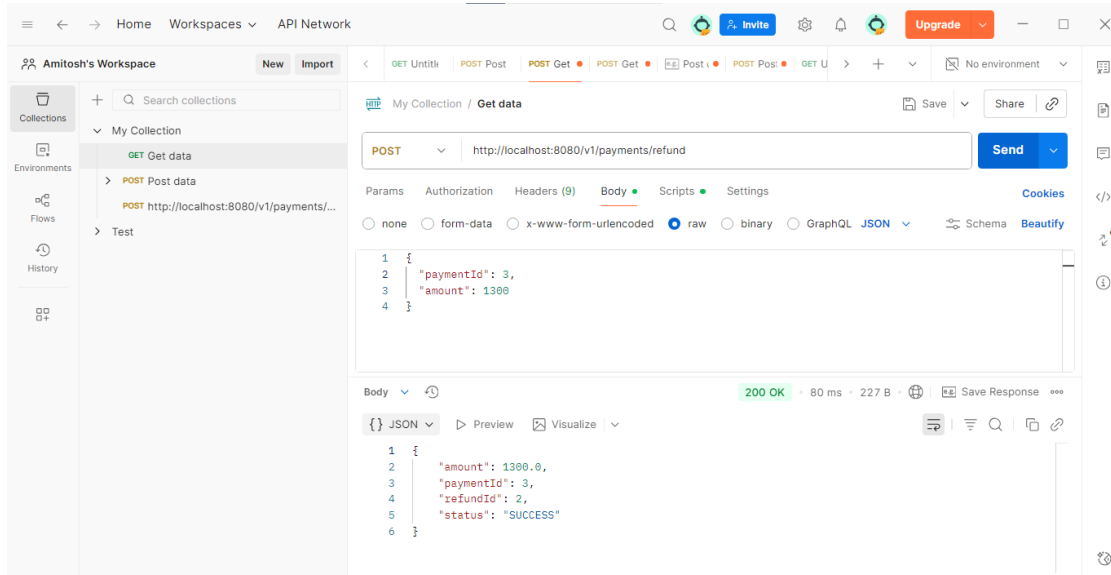 Home Workspaces API Network Invite Upgrade
Amitosh's Workspace New Import
GET Untitle POST Post POST Get POST Get Post POST Post GET U No environment
Collections
Environments
Flows
History
Search collections
My Collection
GET Get data
POST Post data
POST http://localhost:8080/v1/payments/...
Test
HTTP My Collection / Get data Save Share
POST http://localhost:8080/v1/payments/refund Send
Params Authorization Headers (9) Body Scripts Settings Cookies
none form-data x-www-form-urlencoded raw binary GraphQL JSON Schema Beautify
1 {
2 "paymentId": 3,
3 "amount": 1300
4 }
Body 200 OK 80 ms 227 B e.g. Save Response
{} JSON Preview Visualize
1 {
2 "amount": 1300.0,
3 "paymentId": 3,
4 "refundId": 2,
5 "status": "SUCCESS"
6 }